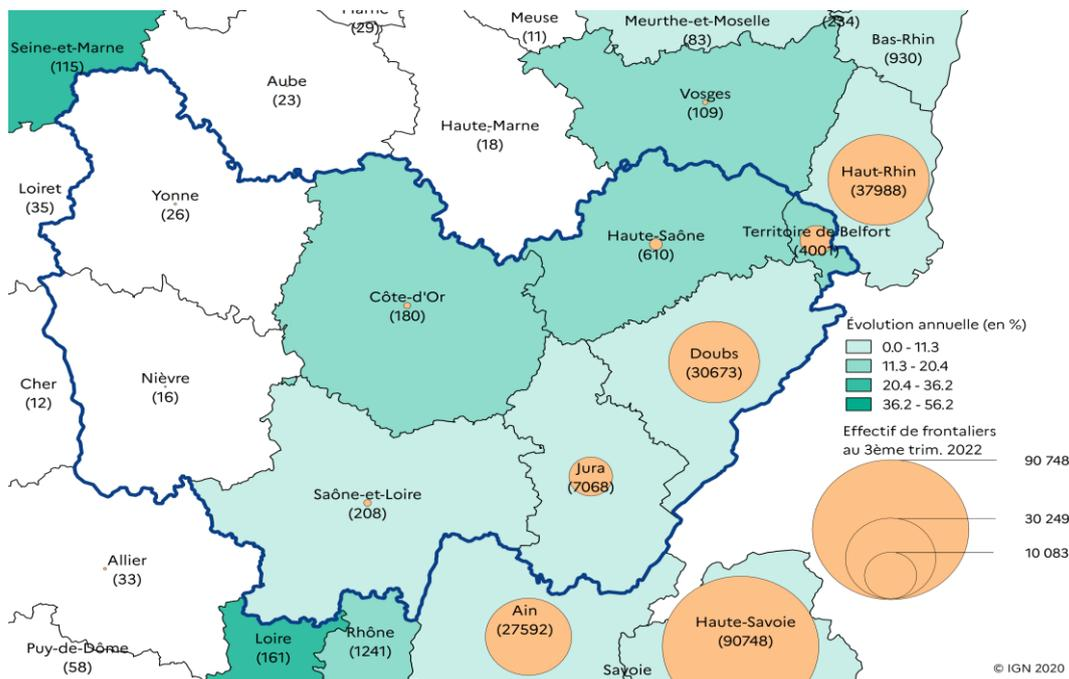 Marne
(29)
Meuse
(11)
Meurthe-et-Moselle
(83)
(234)
Bas-Rhin
(930)
Seine-et-Marne
(115)
Aube
(23)
Vosges
(109)
Haute-Marne
(18)
Haut-Rhin
(37988)
Loiret
(35)
Yonne
(26)
Haute-Saône
(610)
Territoire de Belfort
(4001)
Côte-d'Or
(180)
Doubs
(30673)
Cher
(12)
Nièvre
(16)
Jura
(7068)
Saône-et-Loire
(208)
Allier
(33)
Ain
(27592)
Haute-Savoie
(90748)
Loire
(161)
Rhône
(1241)
Puy-de-Dôme
(58)
Savoie
Évolution annuelle (en %)
0.0 - 11.3
11.3 - 20.4
20.4 - 36.2
36.2 - 56.2
Effectif de frontaliers
au 3ème trim. 2022
90 748
30 249
10 083
© IGN 2020